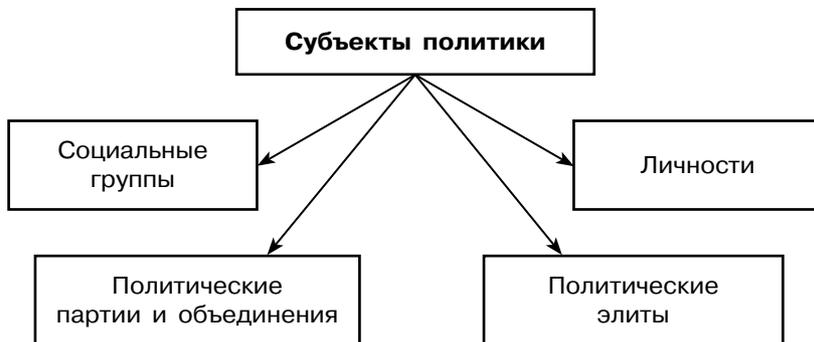 Субъекты политики
Социальные
группы
Личности
Политические
партии и объединения
Политические
элиты